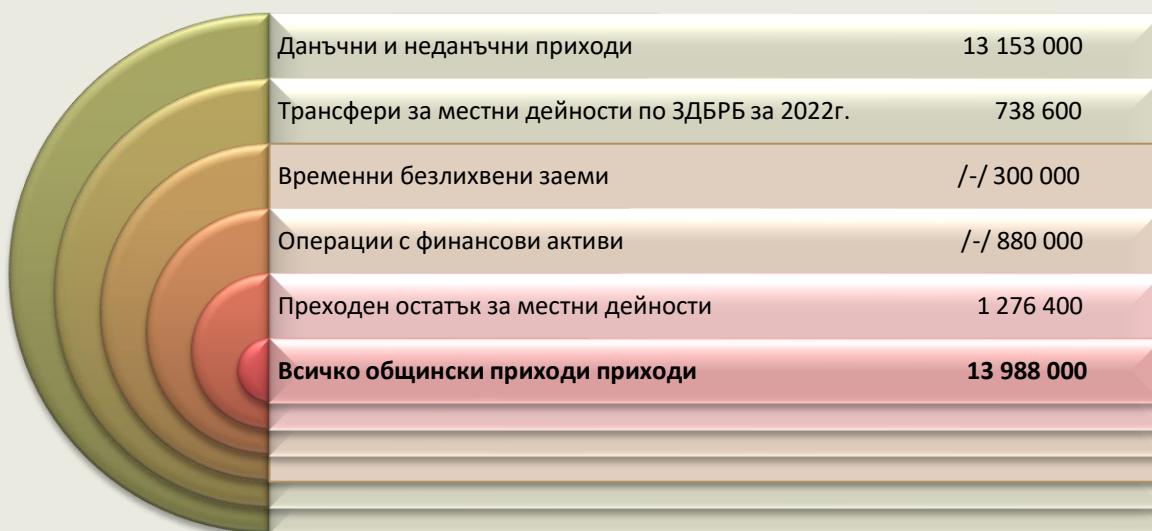 Данъчни и неданъчни приходи 13 153 000
Трансфери за местни дейности по ЗДБРБ за 2022г. 738 600
Временни безлихвени заеми /-/ 300 000
Операции с финансови активи /-/ 880 000
Преходен остатък за местни дейности 1 276 400
Всичко общински приходи приходи 13 988 000